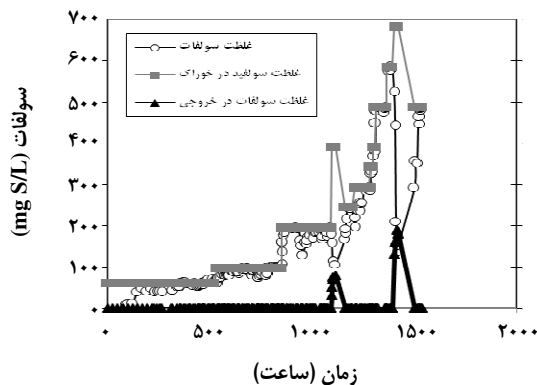 ۷۰۰
۶۰۰
۵۰۰
۴۰۰
۳۰۰
۲۰۰
۱۰۰
۰
سولفات (mg S/L)
غلظت سولفات
غلظت سولفید در خوراک
غلظت سولفات در خروجی
۰ ۵۰۰ ۱۰۰۰ ۱۵۰۰ ۲۰۰۰
زمان (ساعت)